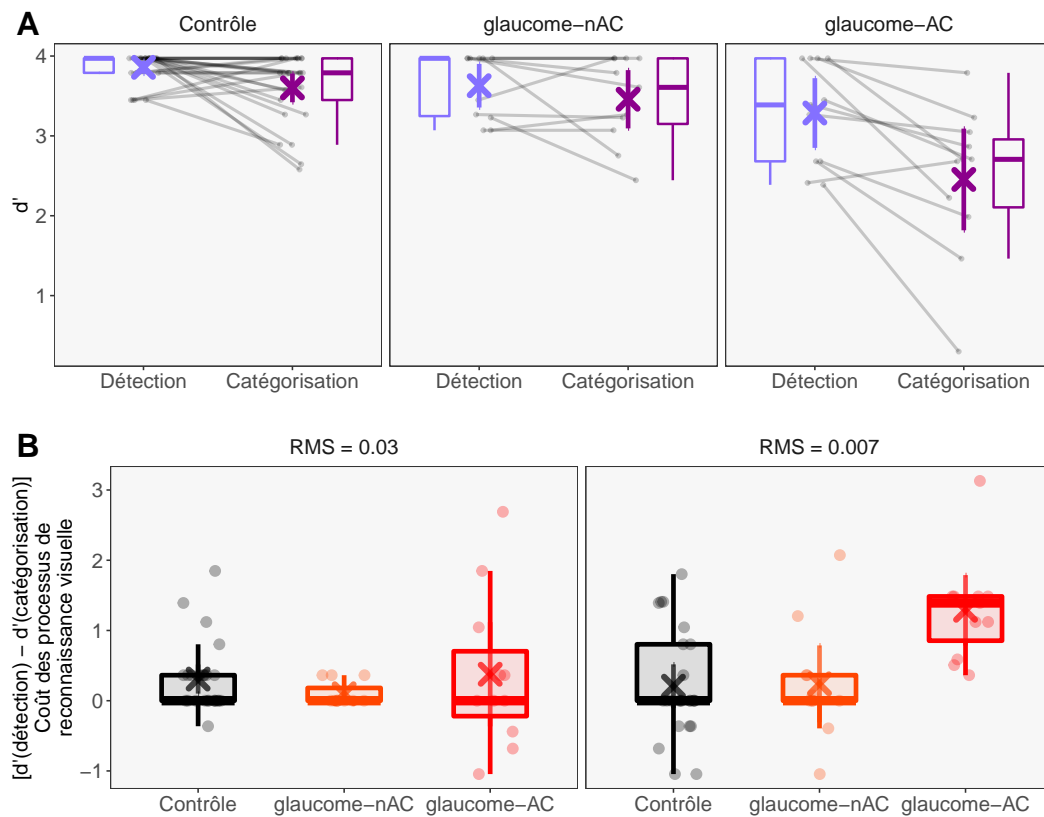 A
Contrôle
glaucome−nAC
glaucome−AC
4
3
2
1
d'
Détection
Catégorisation
Détection
Catégorisation
Détection
Catégorisation
B
RMS = 0.03
RMS = 0.007
[d'(détection) − d'(catégorisation)]
Coût des processus de
reconnaissance visuelle
3
2
1
0
−1
Contrôle
glaucome−nAC
glaucome−AC
Contrôle
glaucome−nAC
glaucome−AC